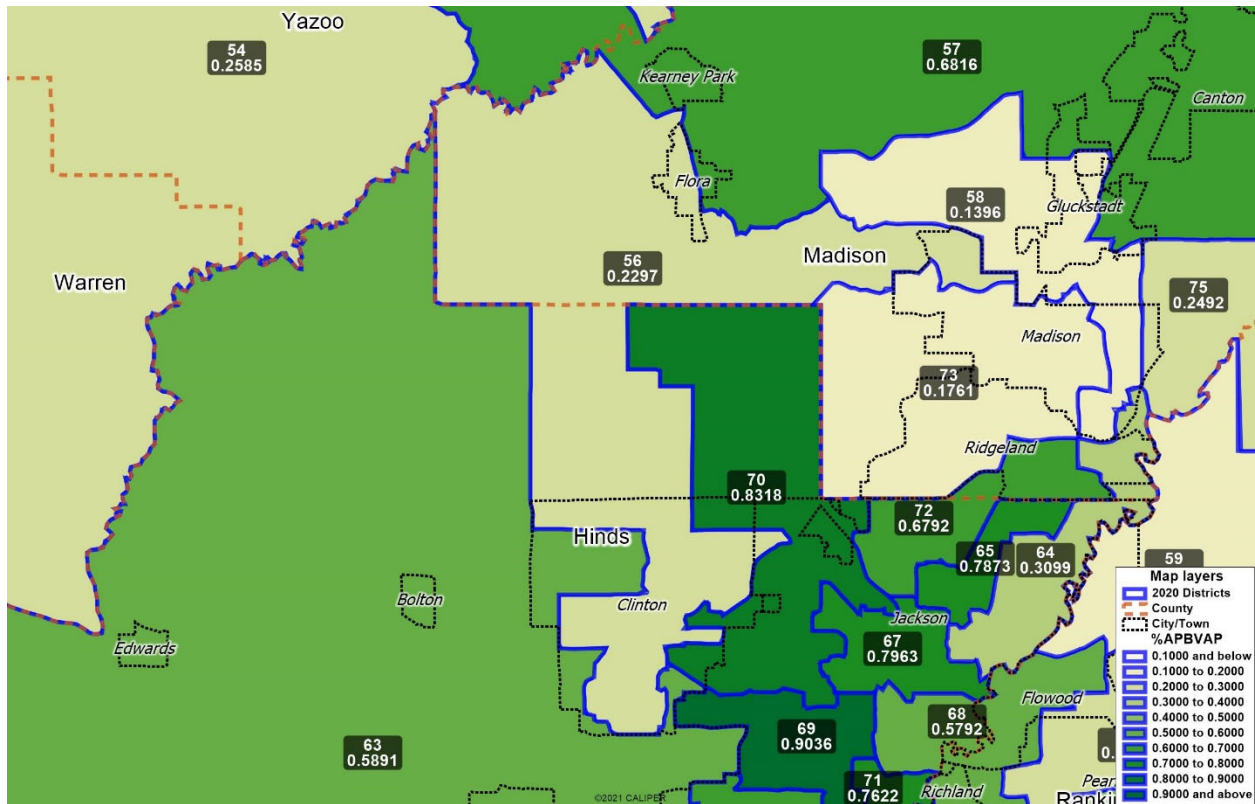 Yazoo
54
0.2585
57
0.6816
Kearney Park
Canton
Flora
58
0.1396
Gluckstadt
56
0.2297
Madison
Warren
75
0.2492
Madison
73
0.1761
Ridgeland
70
0.8318
72
0.6792
Hinds
65
0.7873
64
0.3099
59
Bolton
Clinton
Jackson
67
0.7963
Edwards
Flowood
69
0.9036
68
0.5792
63
0.5891
71
0.7622
Richland
©2021 CALIPER
Map layers
2020 Districts
County
City/Town
%APBVAP
0.1000 and below
0.1000 to 0.2000
0.2000 to 0.3000
0.3000 to 0.4000
0.4000 to 0.5000
0.5000 to 0.6000
0.6000 to 0.7000
0.7000 to 0.8000
0.8000 to 0.9000
0.9000 and above